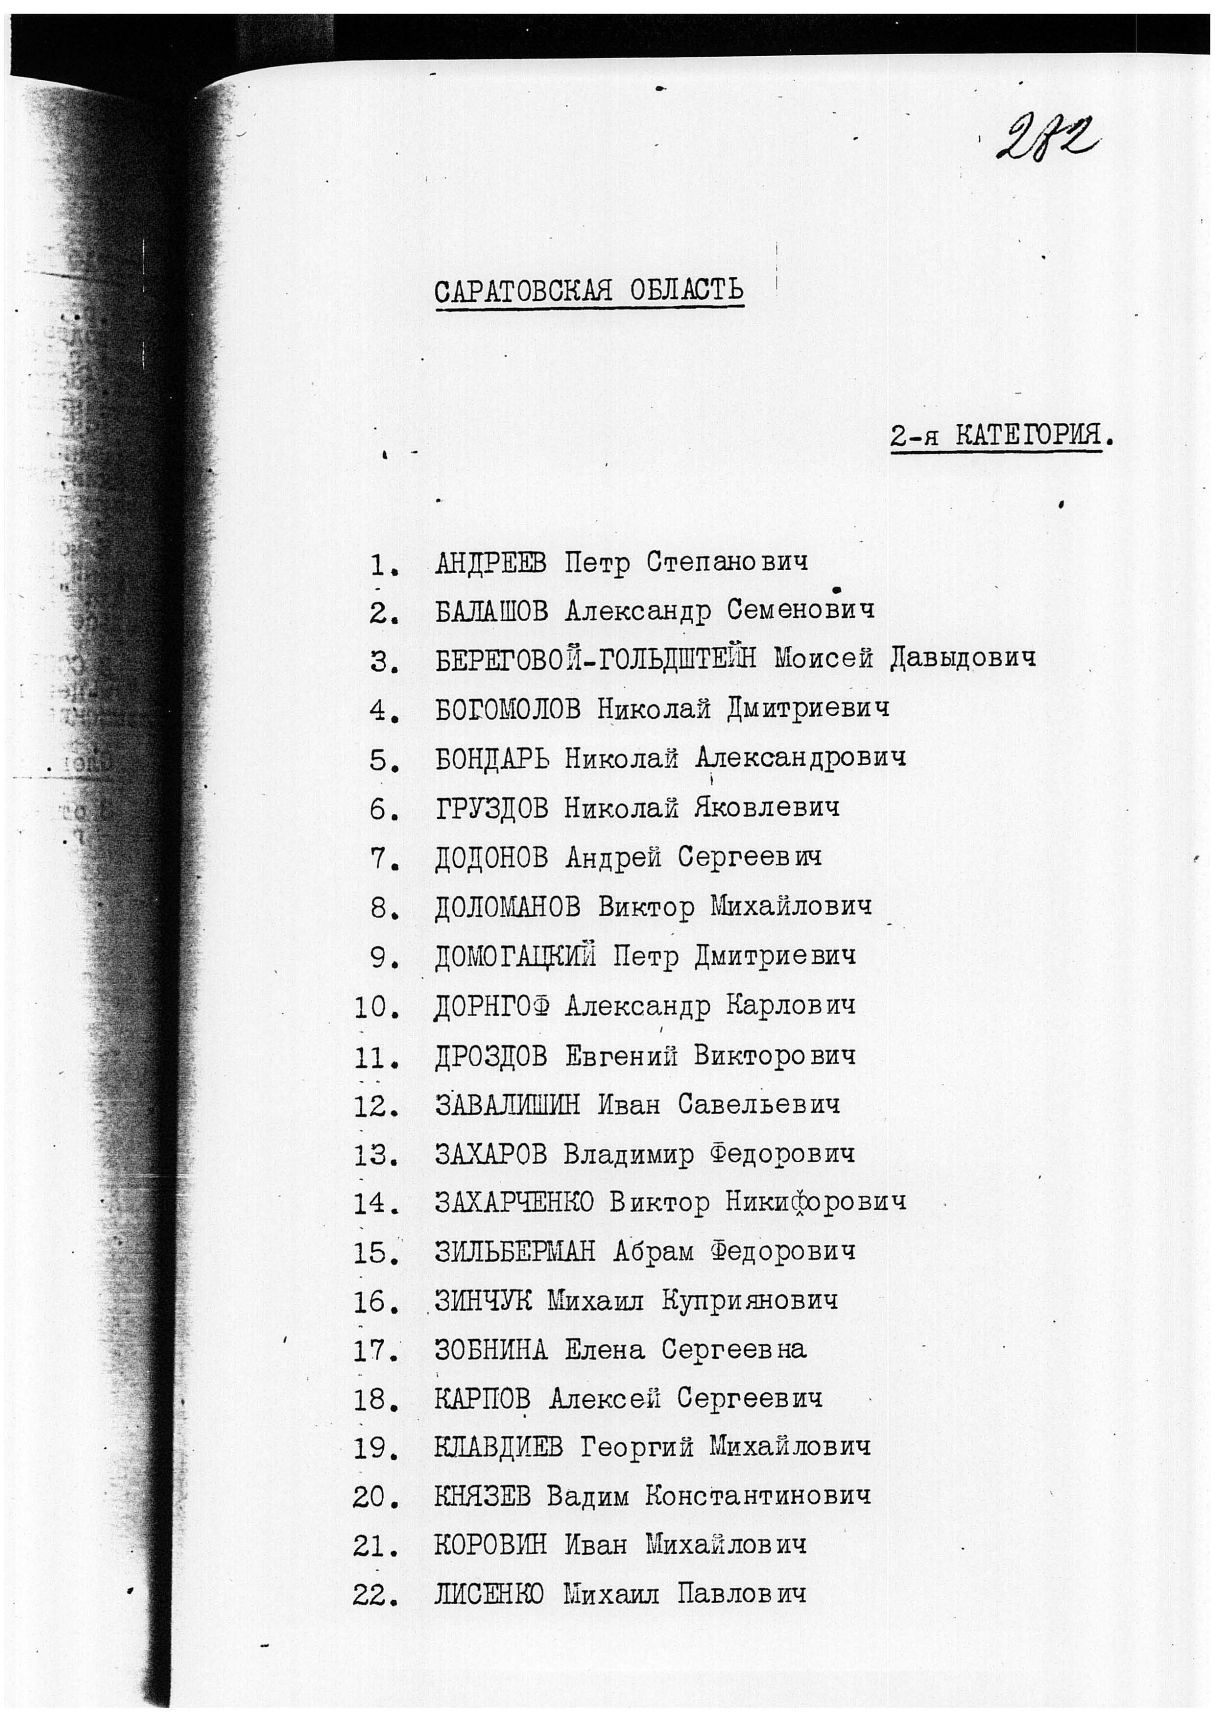 282
САРАТОВСКАЯ ОБЛАСТЬ
2-я КАТЕГОРИЯ.
1. АНДРЕЕВ Петр Степанович
2. БАЛАШОВ Александр Семенович
3. БЕРЕГОВОЙ-ГОЛЬДШТЕЙН Моисей Давыдович
4. БОГОМОЛОВ Николай Дмитриевич
5. БОНДАРЬ Николай Александрович
6. ГРУЗДОВ Николай Яковлевич
7. ДОДОНОВ Андрей Сергеевич
8. ДОЛОМАНОВ Виктор Михайлович
9. ДОМОГАЦКИЙ Петр Дмитриевич
10. ДОРНГОФ Александр Карлович
11. ДРОЗДОВ Евгений Викторович
12. ЗАВАЛИШИН Иван Савельевич
13. ЗАХАРОВ Владимир Федорович
14. ЗАХАРЧЕНКО Виктор Никифорович
15. ЗИЛЬБЕРМАН Абрам Федорович
16. ЗИНЧУК Михаил Куприянович
17. ЗОБНИНА Елена Сергеевна
18. КАРПОВ Алексей Сергеевич
19. КЛАВДИЕВ Георгий Михайлович
20. КНЯЗЕВ Вадим Константинович
21. КОРОВИН Иван Михайлович
22. ЛИСЕНКО Михаил Павлович